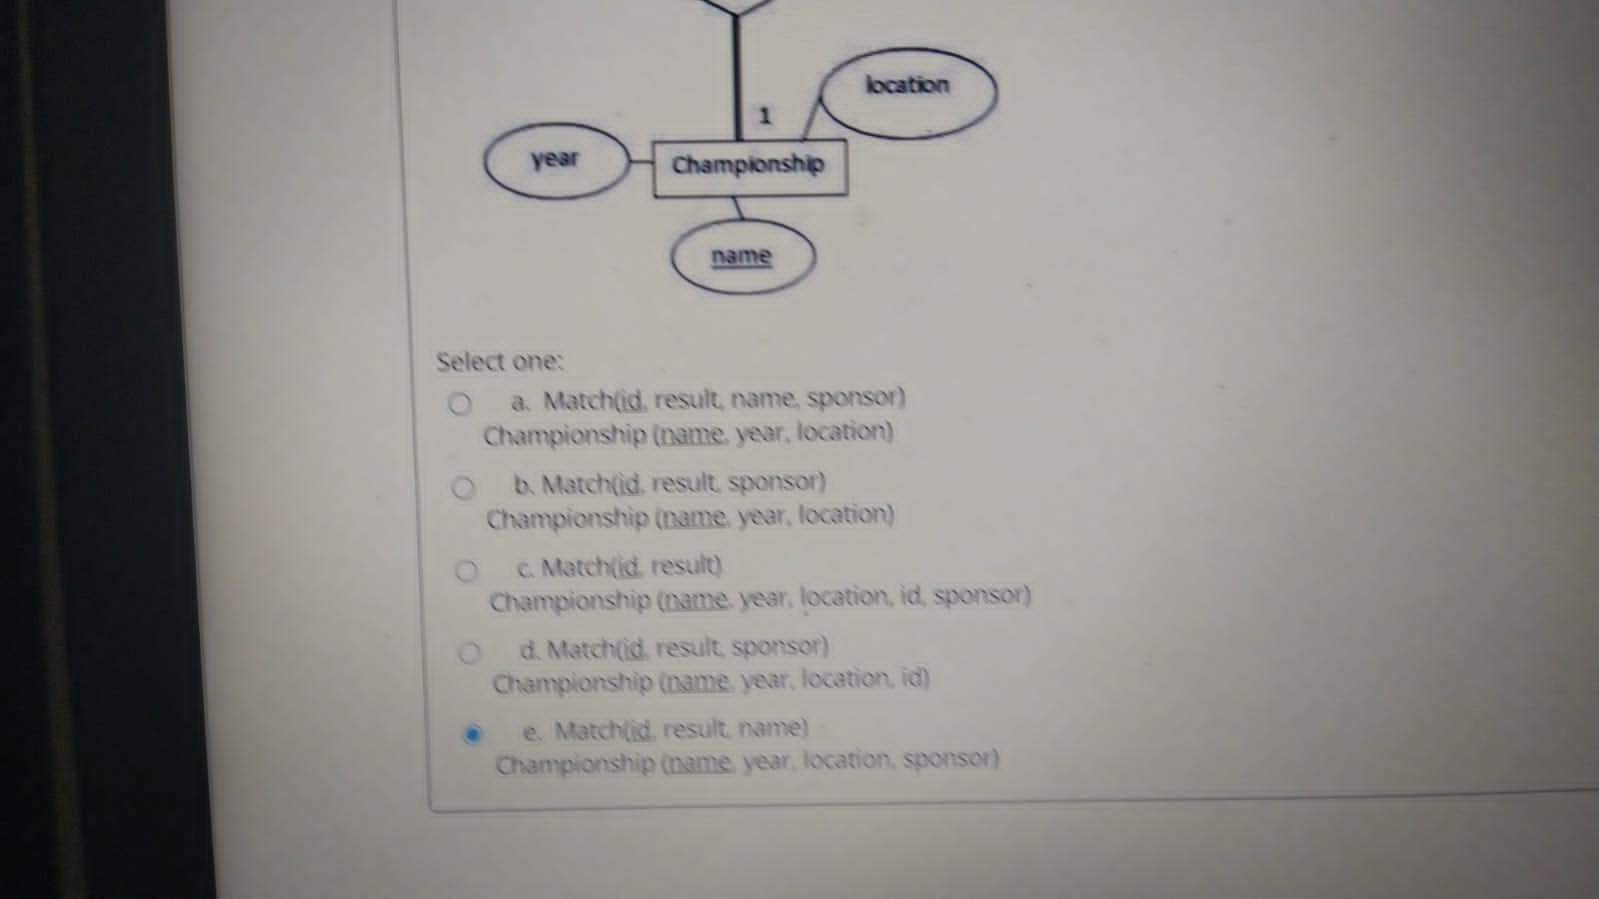 location
1
year
Championship
name
Select one:
a. Match(id, result, name, sponsor)
Championship (name, year, location)
b. Match(id, result, sponsor)
Championship (name, year, location)
c. Match(id, result)
Championship (name, year, location, id, sponsor)
d. Match(id, result, sponsor)
Championship (name, year, location, id)
e. Match(id, result, name)
Championship (name, year, location, sponsor)